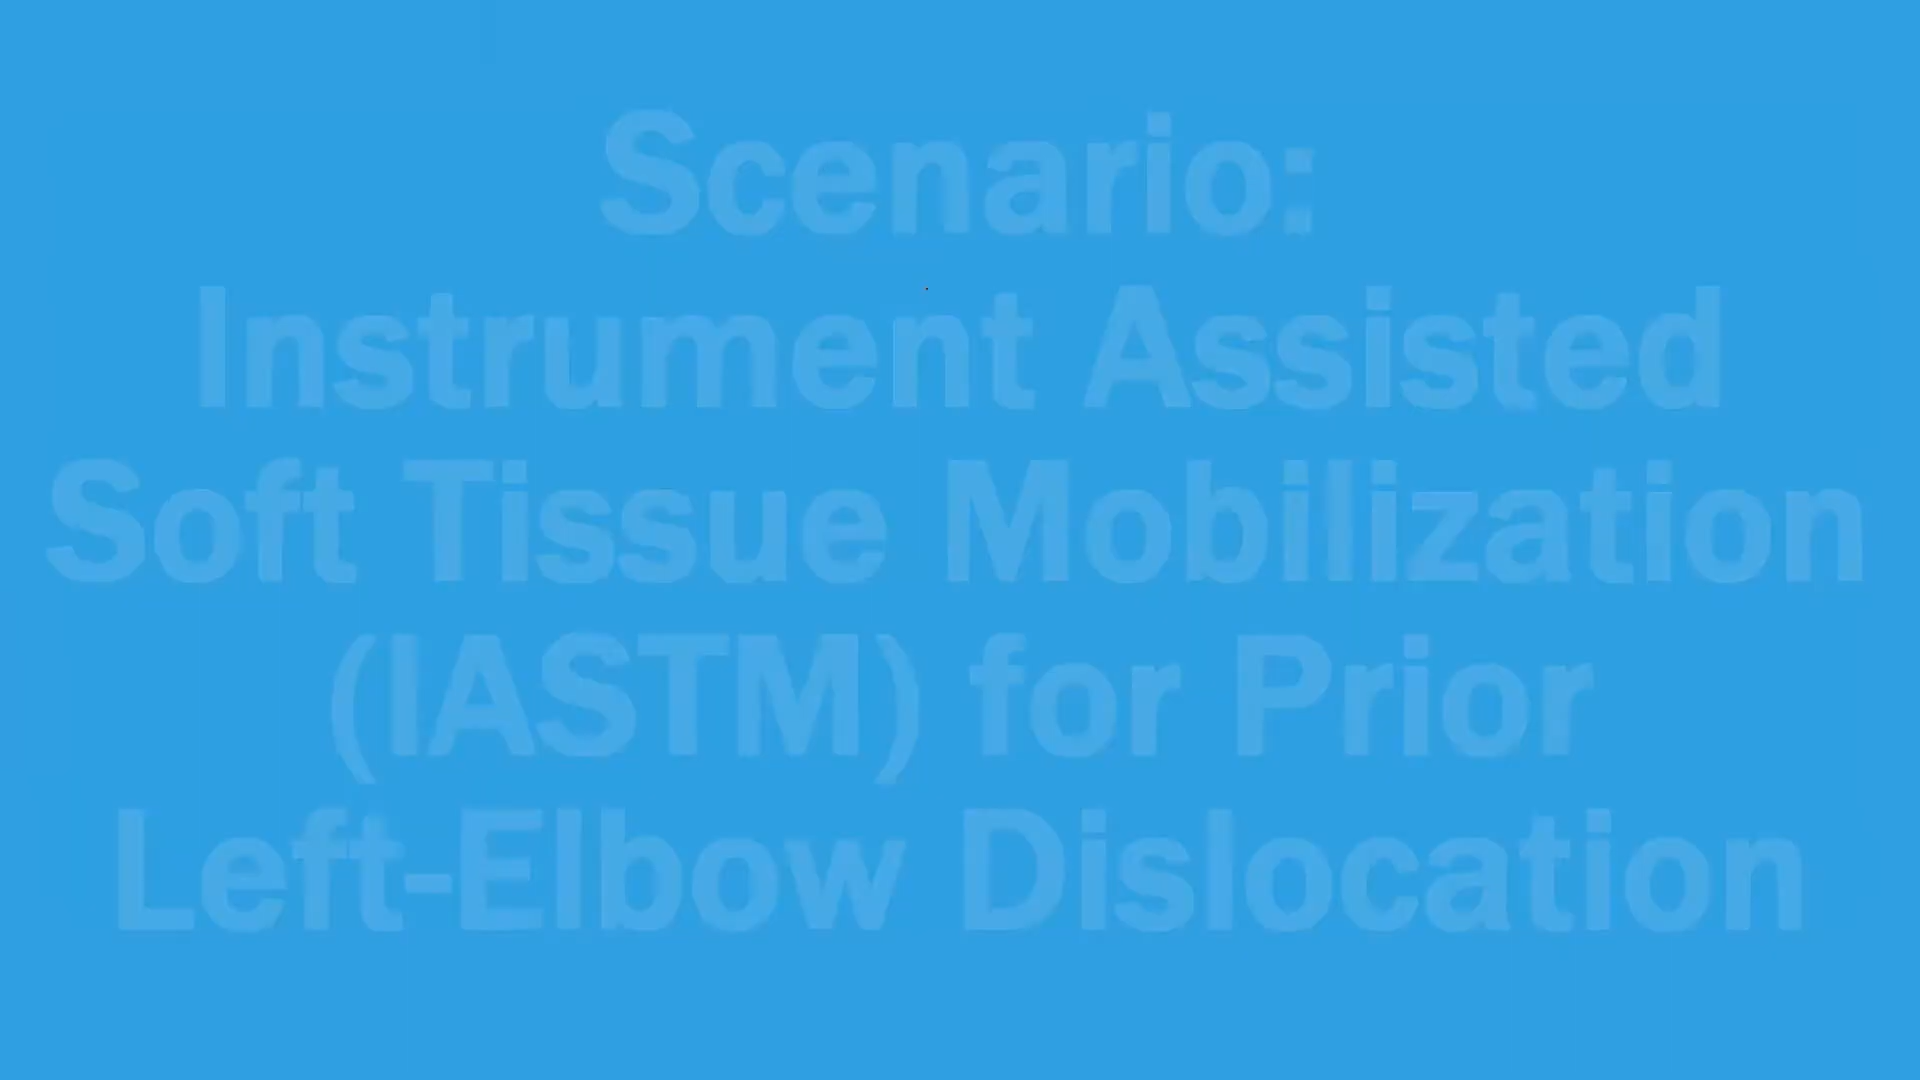 Scenario:
Instrument Assisted
Soft Tissue Mobilization
(IASTM) for Prior
Left-Elbow Dislocation